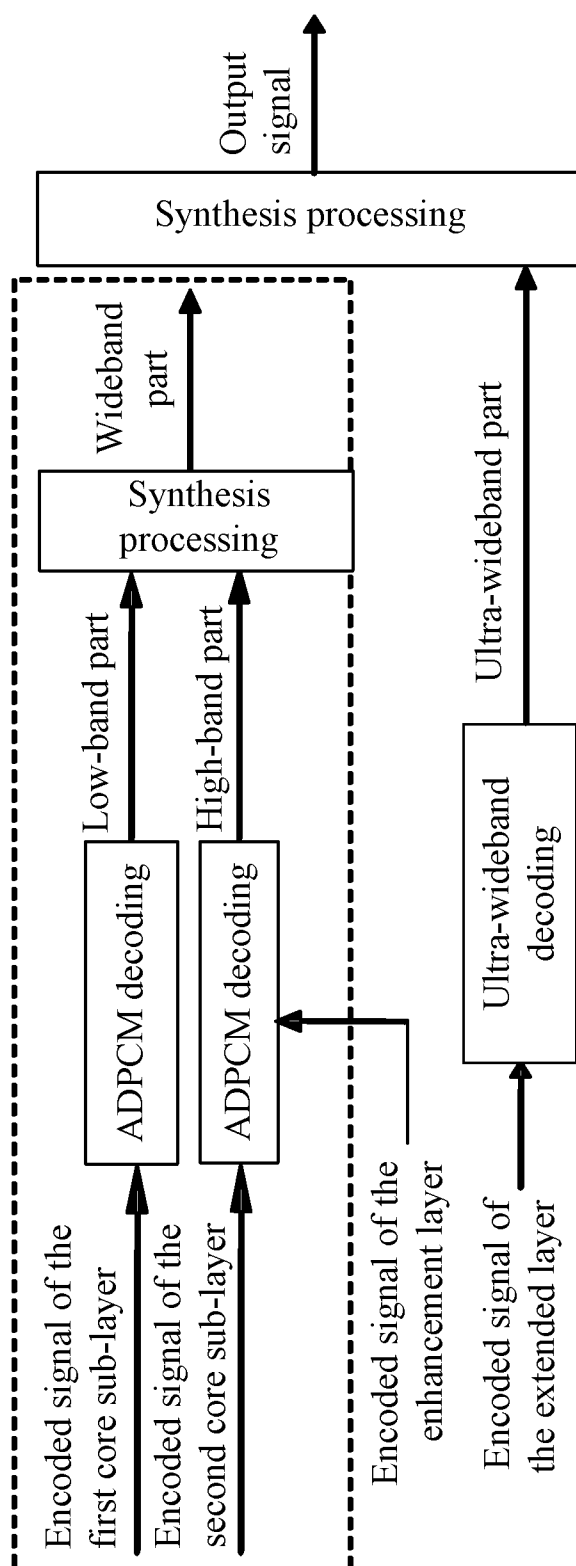 Encoded signal of the
first core sub-layer
ADPCM decoding
Low-band part
Encoded signal of the
second core sub-layer
ADPCM decoding
High-band part
Synthesis
processing
Wideband
part
Encoded signal of the
enhancement layer
Encoded signal of
the extended layer
Ultra-wideband
decoding
Ultra-wideband part
Synthesis processing
Output
signal